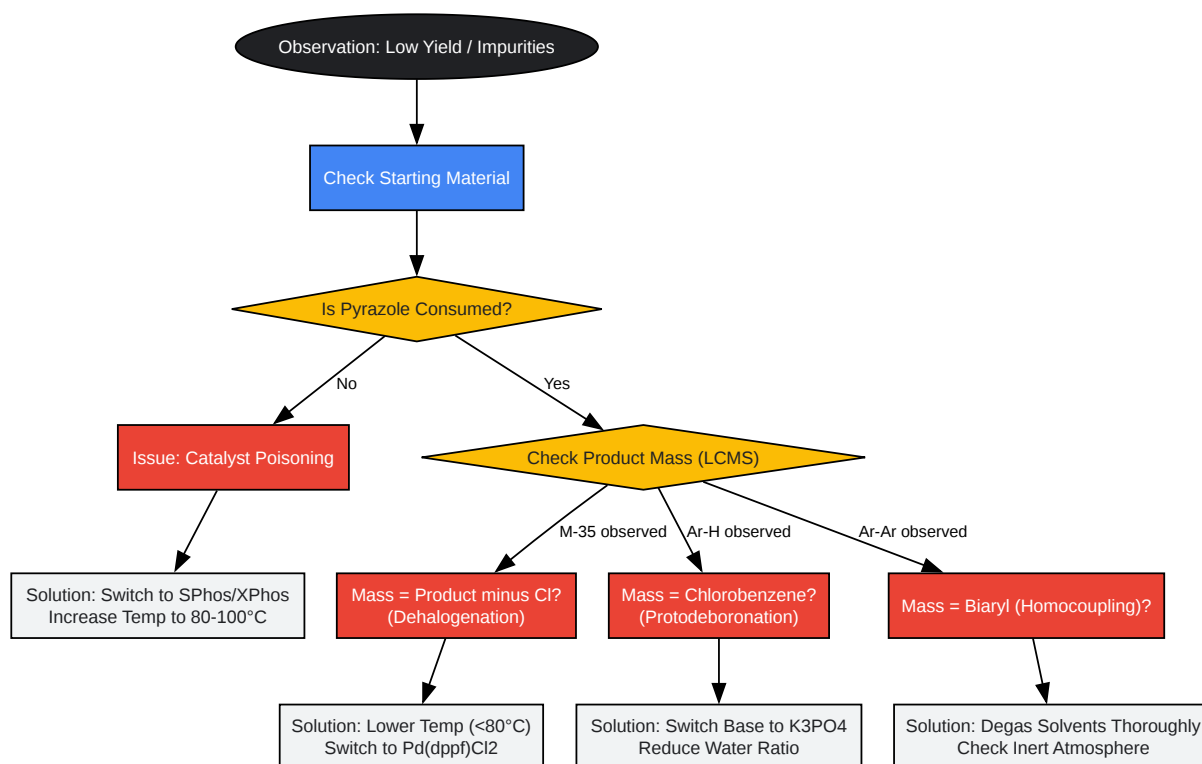 Observation: Low Yield / Impurities
Check Starting Material
Is Pyrazole Consumed?
No
Yes
Issue: Catalyst Poisoning
Check Product Mass (LCMS)
M-35 observed
Ar-H observed
Ar-Ar observed
Solution: Switch to SPhos/XPhos
Increase Temp to 80-100°C
Mass = Product minus Cl?
(Dehalogenation)
Mass = Chlorobenzene?
(Protodeboronation)
Mass = Biaryl (Homocoupling)?
Solution: Lower Temp (<80°C)
Switch to Pd(dppf)Cl2
Solution: Switch Base to K3PO4
Reduce Water Ratio
Solution: Degas Solvents Thoroughly
Check Inert Atmosphere